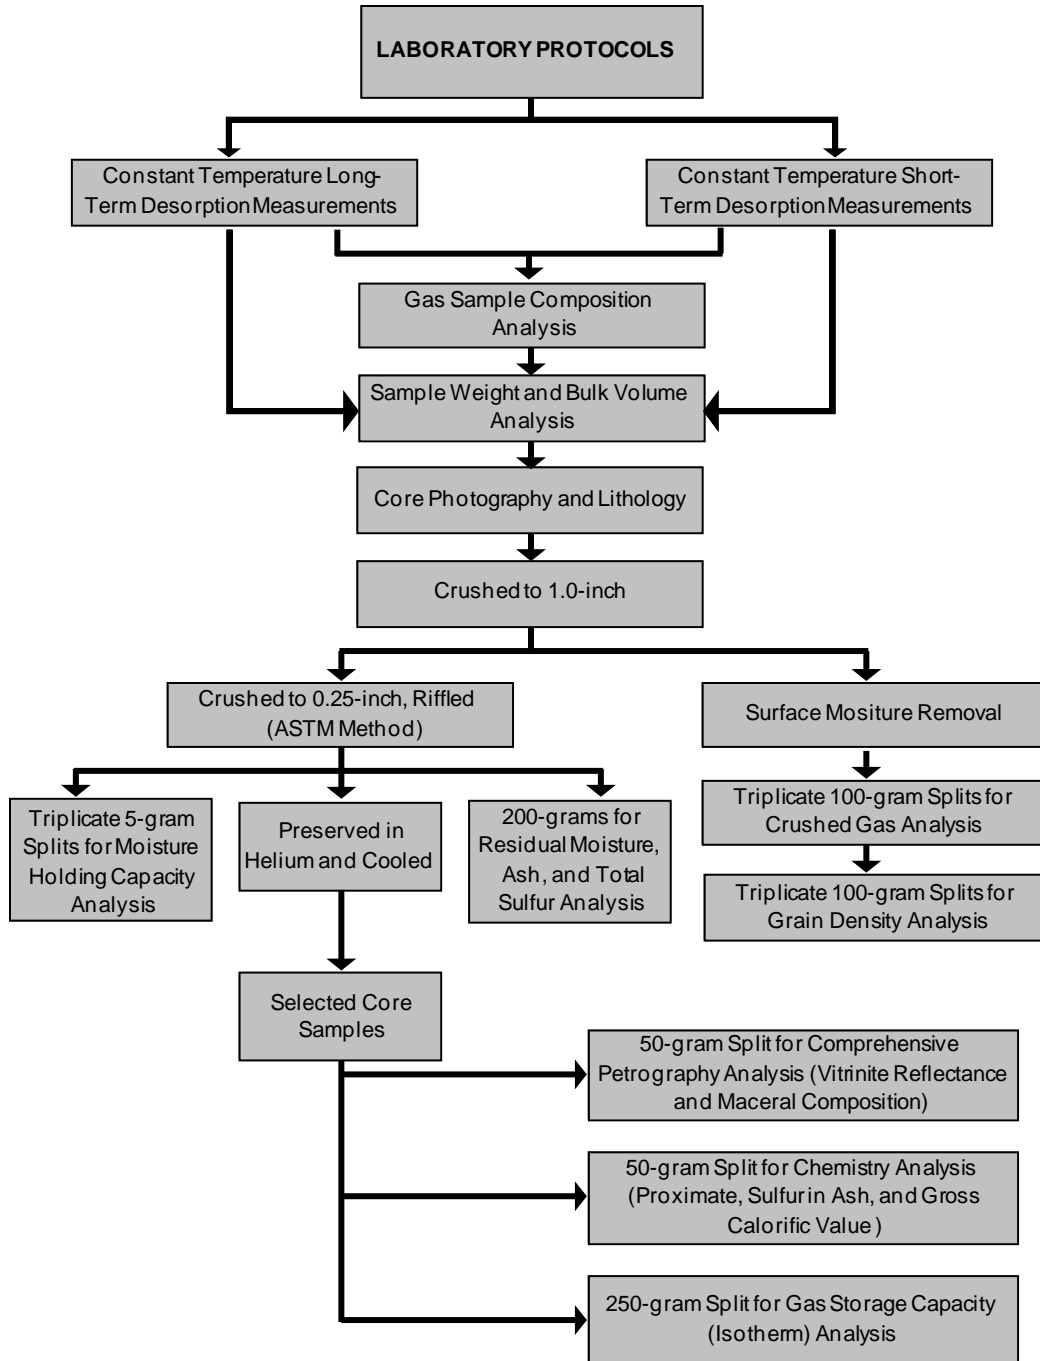 LABORATORY PROTOCOLS
Constant Temperature Long-
Term Desorption Measurements
Constant Temperature Short-
Term Desorption Measurements
Gas Sample Composition
Analysis
Sample Weight and Bulk Volume
Analysis
Core Photography and Lithology
Crushed to 1.0-inch
Crushed to 0.25-inch, Riffled
(ASTM Method)
Surface Mositure Removal
Triplicate 5-gram
Splits for Moisture
Holding Capacity
Analysis
Preserved in
Helium and Cooled
200-grams for
Residual Moisture,
Ash, and Total
Sulfur Analysis
Triplicate 100-gram Splits for
Crushed Gas Analysis
Triplicate 100-gram Splits for
Grain Density Analysis
Selected Core
Samples
50-gram Split for Comprehensive
Petrography Analysis (Vitrinite Reflectance
and Maceral Composition)
50-gram Split for Chemistry Analysis
(Proximate, Sulfur in Ash, and Gross
Calorific Value)
250-gram Split for Gas Storage Capacity
(Isotherm) Analysis